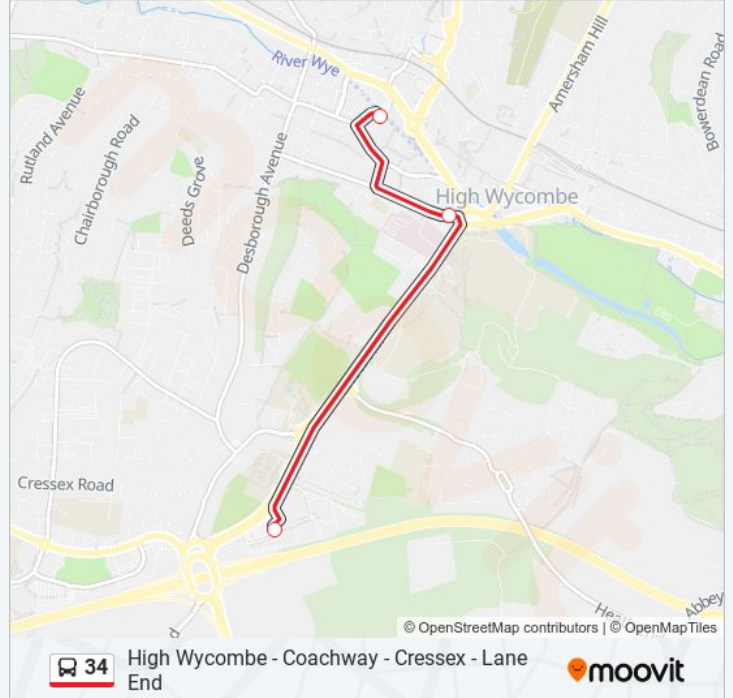 River Wye
Amersham Hill
Bowerdean Road
Rutland Avenue
Chairborough Road
Deeds Grove
Desborough Avenue
High Wycombe
Cressex Road
Abbey
© OpenStreetMap contributors | © OpenMapTiles
34
High Wycombe - Coachway - Cressex - Lane
End
moovit